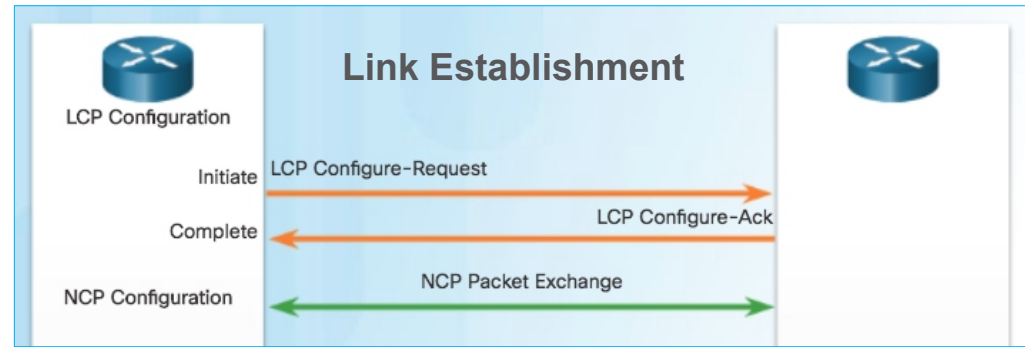 Link Establishment
LCP Configuration
Initiate
LCP Configure-Request
LCP Configure-Ack
Complete
NCP Packet Exchange
NCP Configuration